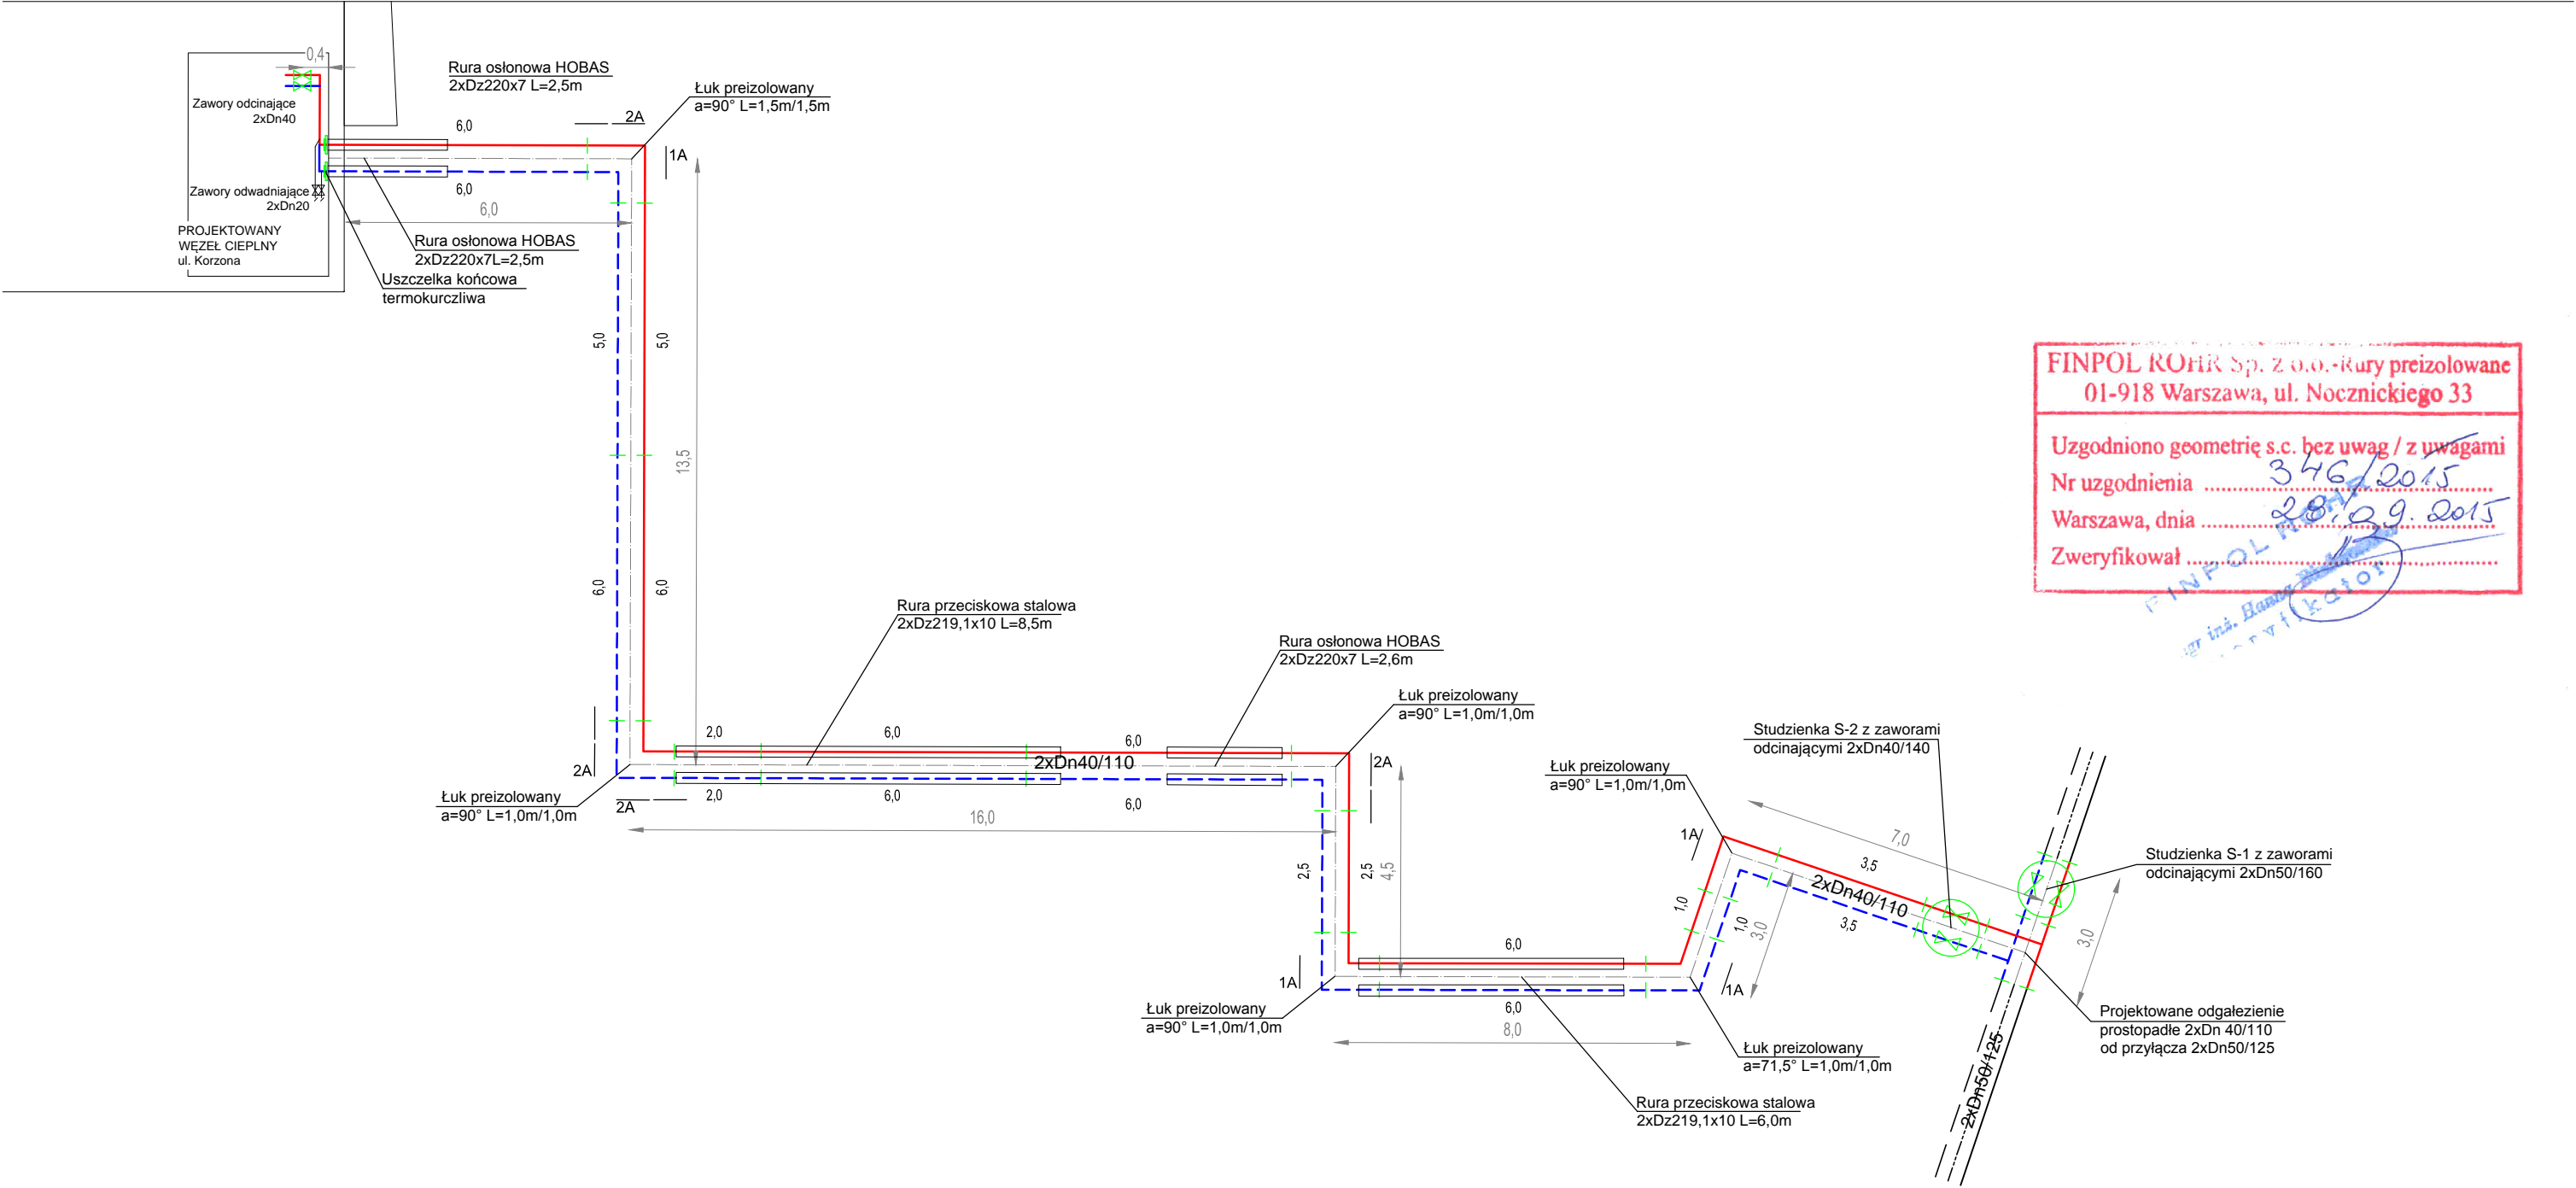 0,4
Zawory odcinające
2xDn40
Zawory odwadniające
2xDn20
PROJEKTOWANY
WĘZEŁ CIEPLNY
ul. Korzona
Rura osłonowa HOBAS
2xDz220x7 L=2,5m
6,0
2A
Łuk preizolowany
a=90° L=1,5m/1,5m
1A
6,0
6,0
Rura osłonowa HOBAS
2xDz220x7L=2,5m
Uszczelka końcowa
termokurczliwa
5,0
5,0
13,5
6,0
6,0
Rura przeciskowa stalowa
2xDz219,1x10 L=8,5m
Rura osłonowa HOBAS
2xDz220x7 L=2,6m
Łuk preizolowany
a=90° L=1,0m/1,0m
2,0
6,0
6,0
2xDn40/110
2A
2A
2,0
6,0
6,0
2A
Łuk preizolowany
a=90° L=1,0m/1,0m
16,0
2,5
2,5
4,5
1A
6,0
6,0
8,0
Łuk preizolowany
a=90° L=1,0m/1,0m
Łuk preizolowany
a=90° L=1,0m/1,0m
1A
1,0
1,0
3,0
1A
Łuk preizolowany
a=71,5° L=1,0m/1,0m
Rura przeciskowa stalowa
2xDz219,1x10 L=6,0m
Studzienka S-2 z zaworami
odcinającymi 2xDn40/140
7,0
3,5
2xDn40/110
3,5
Studzienka S-1 z zaworami
odcinającymi 2xDn50/160
3,0
Projektowane odgałezienie
prostopadłe 2xDn 40/110
od przyłącza 2xDn50/125
2xDn50/125
FINPOL ROHR Sp. z o.o.-Rury preizolowane
01-918 Warszawa, ul. Nocznickiego 33
Uzgodniono geometrię s.c. bez uwag / z uwagami
Nr uzgodnienia 346/2015
Warszawa, dnia 28.09.2015
Zweryfikował
FINPOL ROHR
mgr inż. Hanna